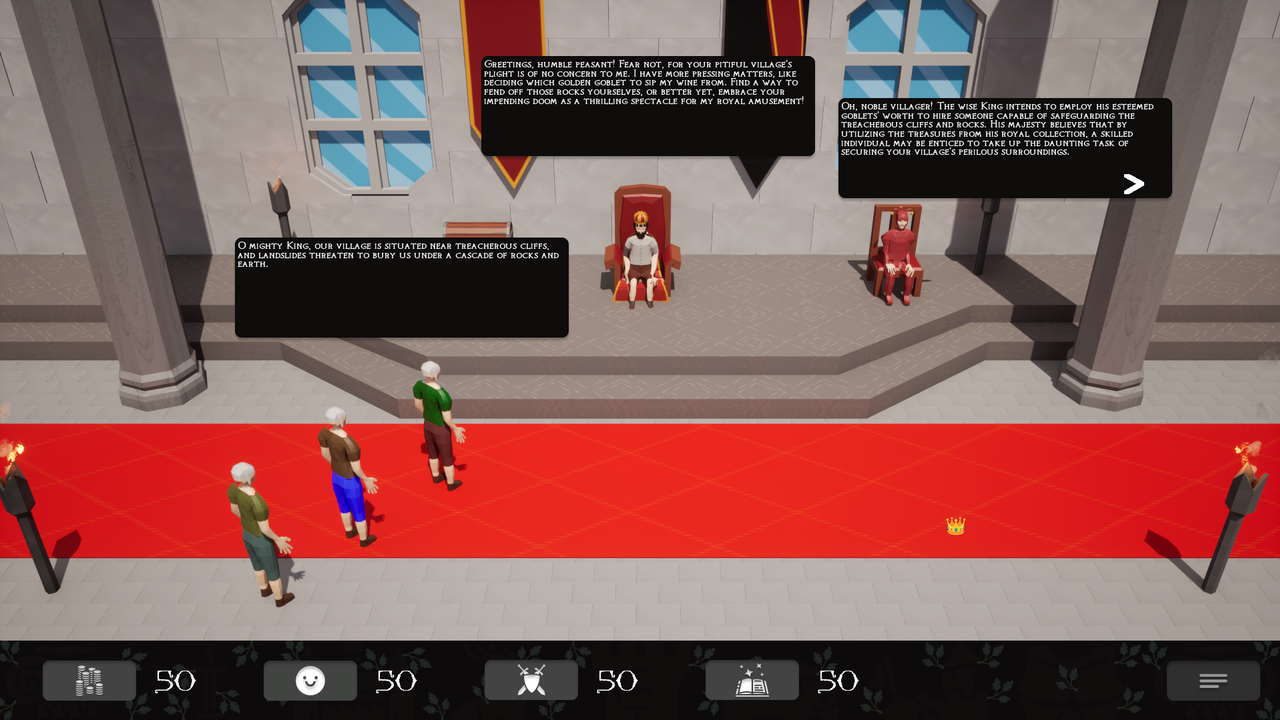 Greetings, humble peasant! Fear not, for your pitiful village's
plight is of no concern to me. I have more pressing matters, like
deciding which golden goblet to sip my wine from. Find a way to
fend off those rocks yourselves, or better yet, embrace your
impending doom as a thrilling spectacle for my royal amusement!
Oh, noble villager! The wise King intends to employ his esteemed
goblets' worth to hire someone capable of safeguarding the
treacherous cliffs and rocks. His majesty believes that by
utilizing the treasures from his royal collection, a skilled
individual may be enticed to take up the daunting task of
securing your village's perilous surroundings.
O mighty King, our village is situated near treacherous cliffs,
and landslides threaten to bury us under a cascade of rocks and
earth.
50
50
50
50